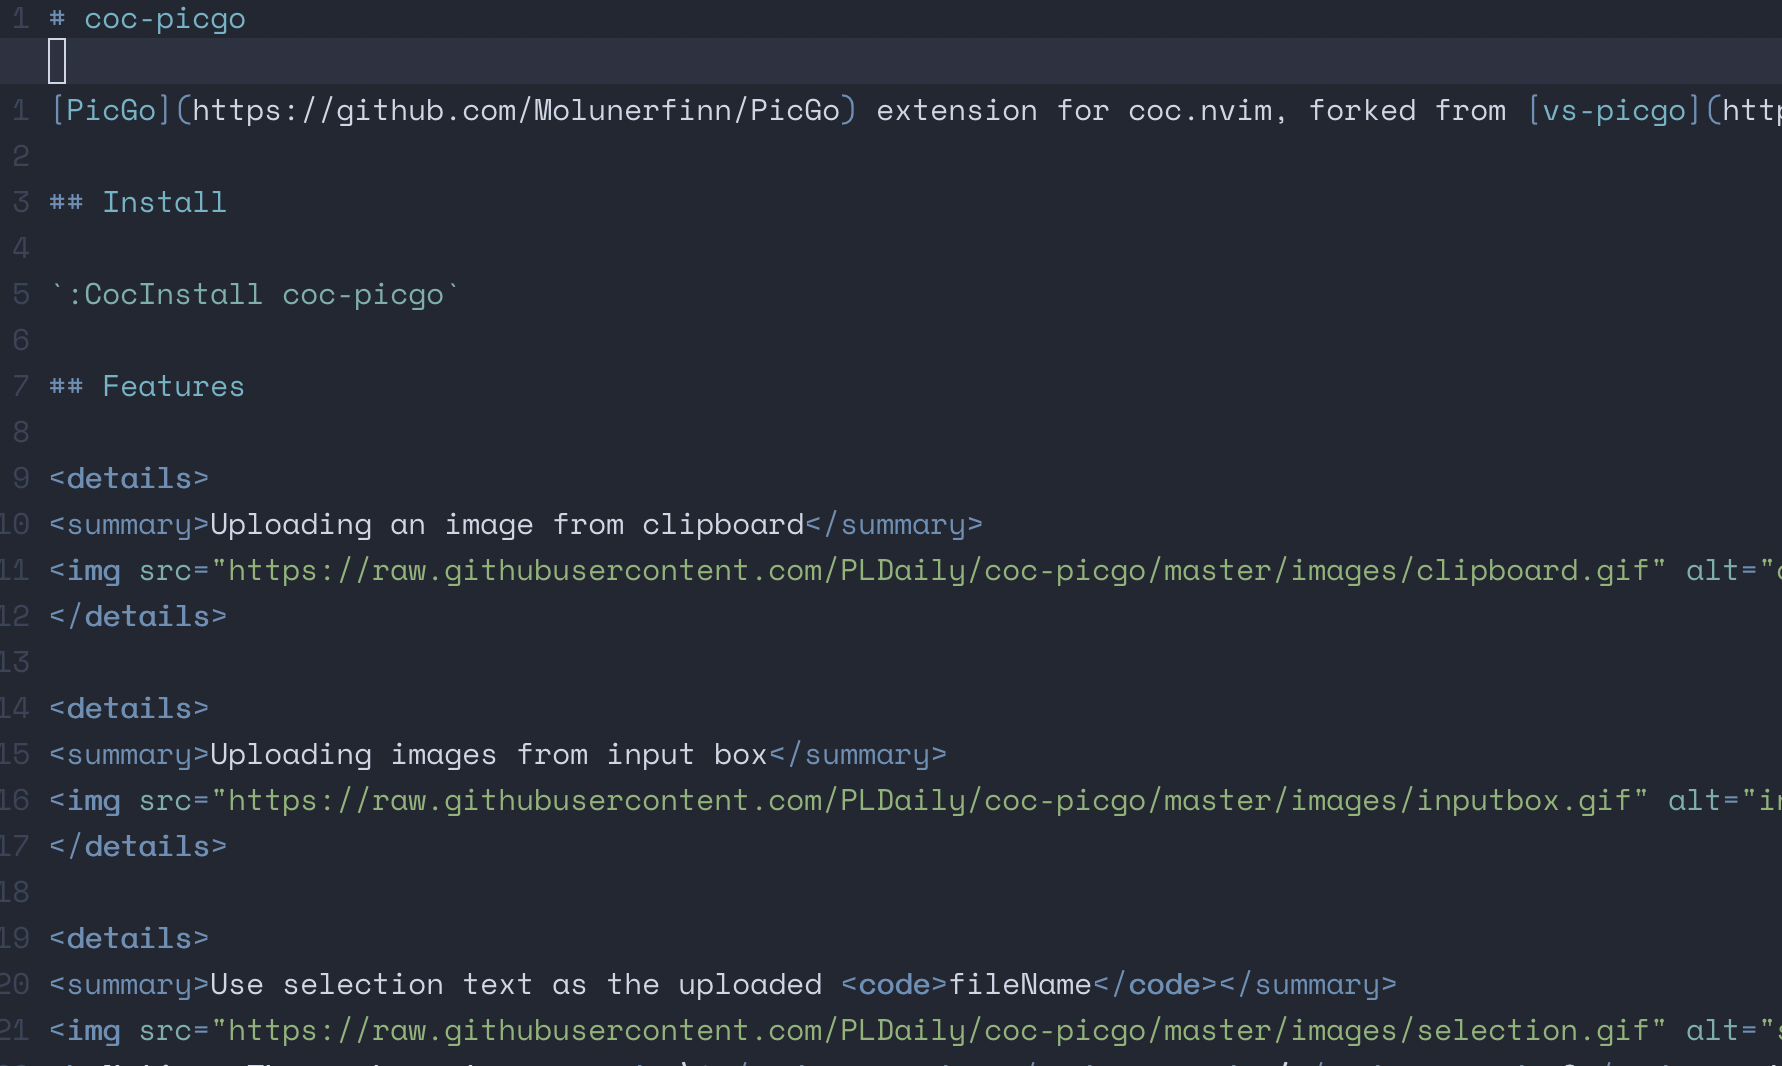 1 # coc-picgo
1 [PicGo](https://github.com/Molunerfinn/PicGo) extension for coc.nvim, forked from [vs-picgo](http
2
3 ## Install
4
5 `:CocInstall coc-picgo`
6
7 ## Features
8
9 <details>
10 <summary>Uploading an image from clipboard</summary>
11 <img src="https://raw.githubusercontent.com/PLDaily/coc-picgo/master/images/clipboard.gif" alt="
12 </details>
13
14 <details>
15 <summary>Uploading images from input box</summary>
16 <img src="https://raw.githubusercontent.com/PLDaily/coc-picgo/master/images/inputbox.gif" alt="in
17 </details>
18
19 <details>
20 <summary>Use selection text as the uploaded <code>fileName</code></summary>
21 <img src="https://raw.githubusercontent.com/PLDaily/coc-picgo/master/images/selection.gif" alt="s